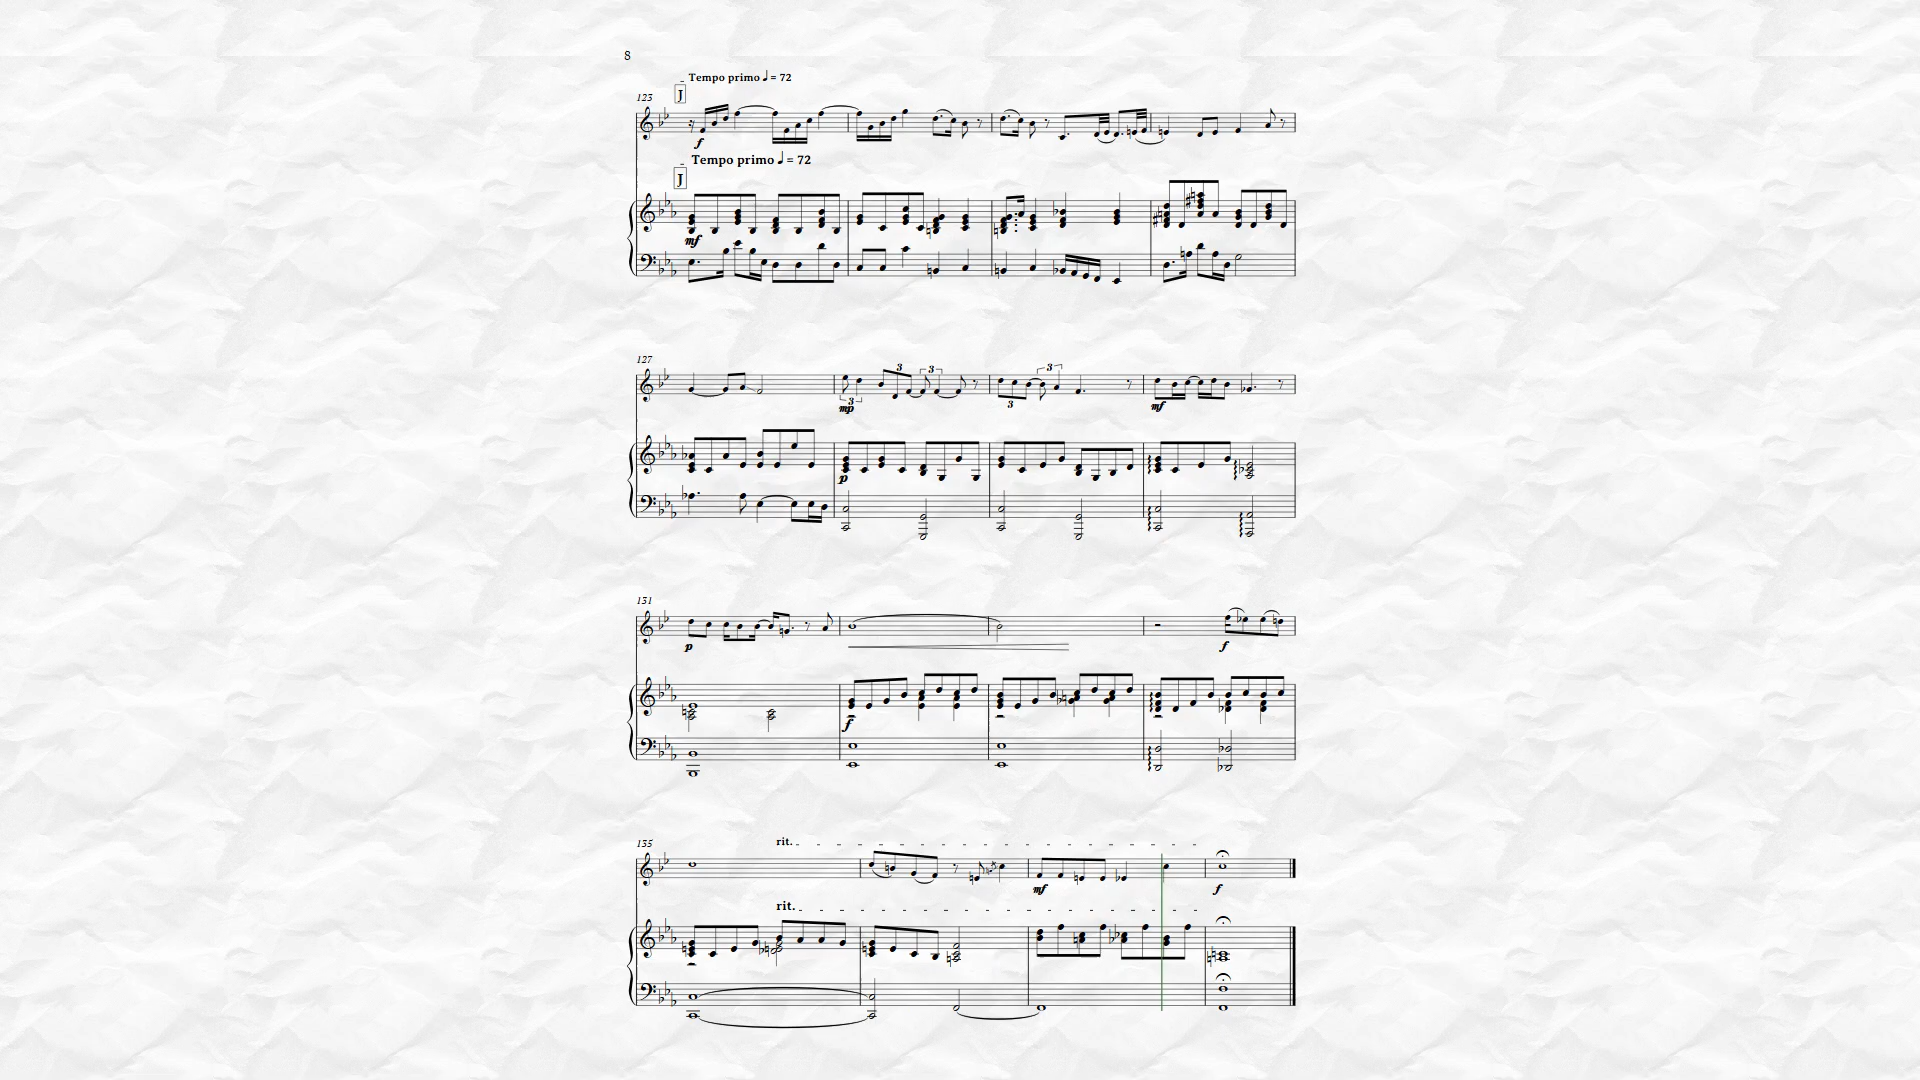 8
Tempo primo ♩ = 72
J
123
f
Tempo primo ♩ = 72
J
mf
127
3 3 3
3 3
mp mf
p
131
p f
f
135
rit.
mf f
rit.